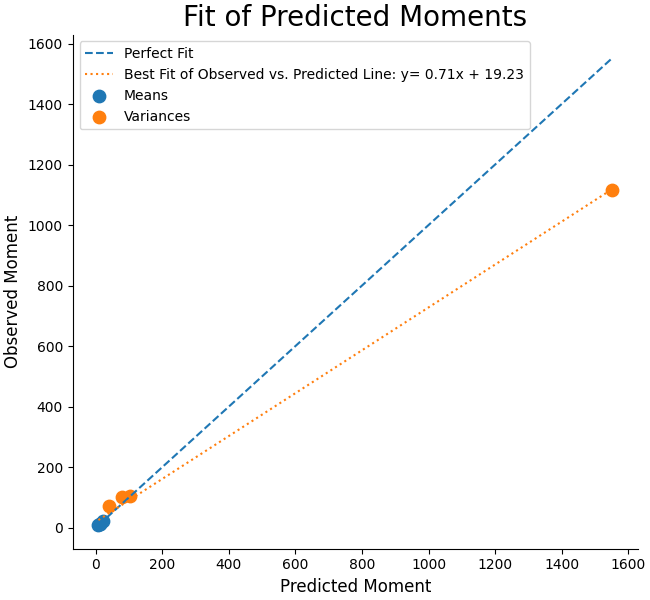 Fit of Predicted Moments
1600
1400
1200
1000
800
600
400
200
0
Observed Moment
Perfect Fit
Best Fit of Observed vs. Predicted Line: y= 0.71x + 19.23
Means
Variances
0 200 400 600 800 1000 1200 1400 1600
Predicted Moment